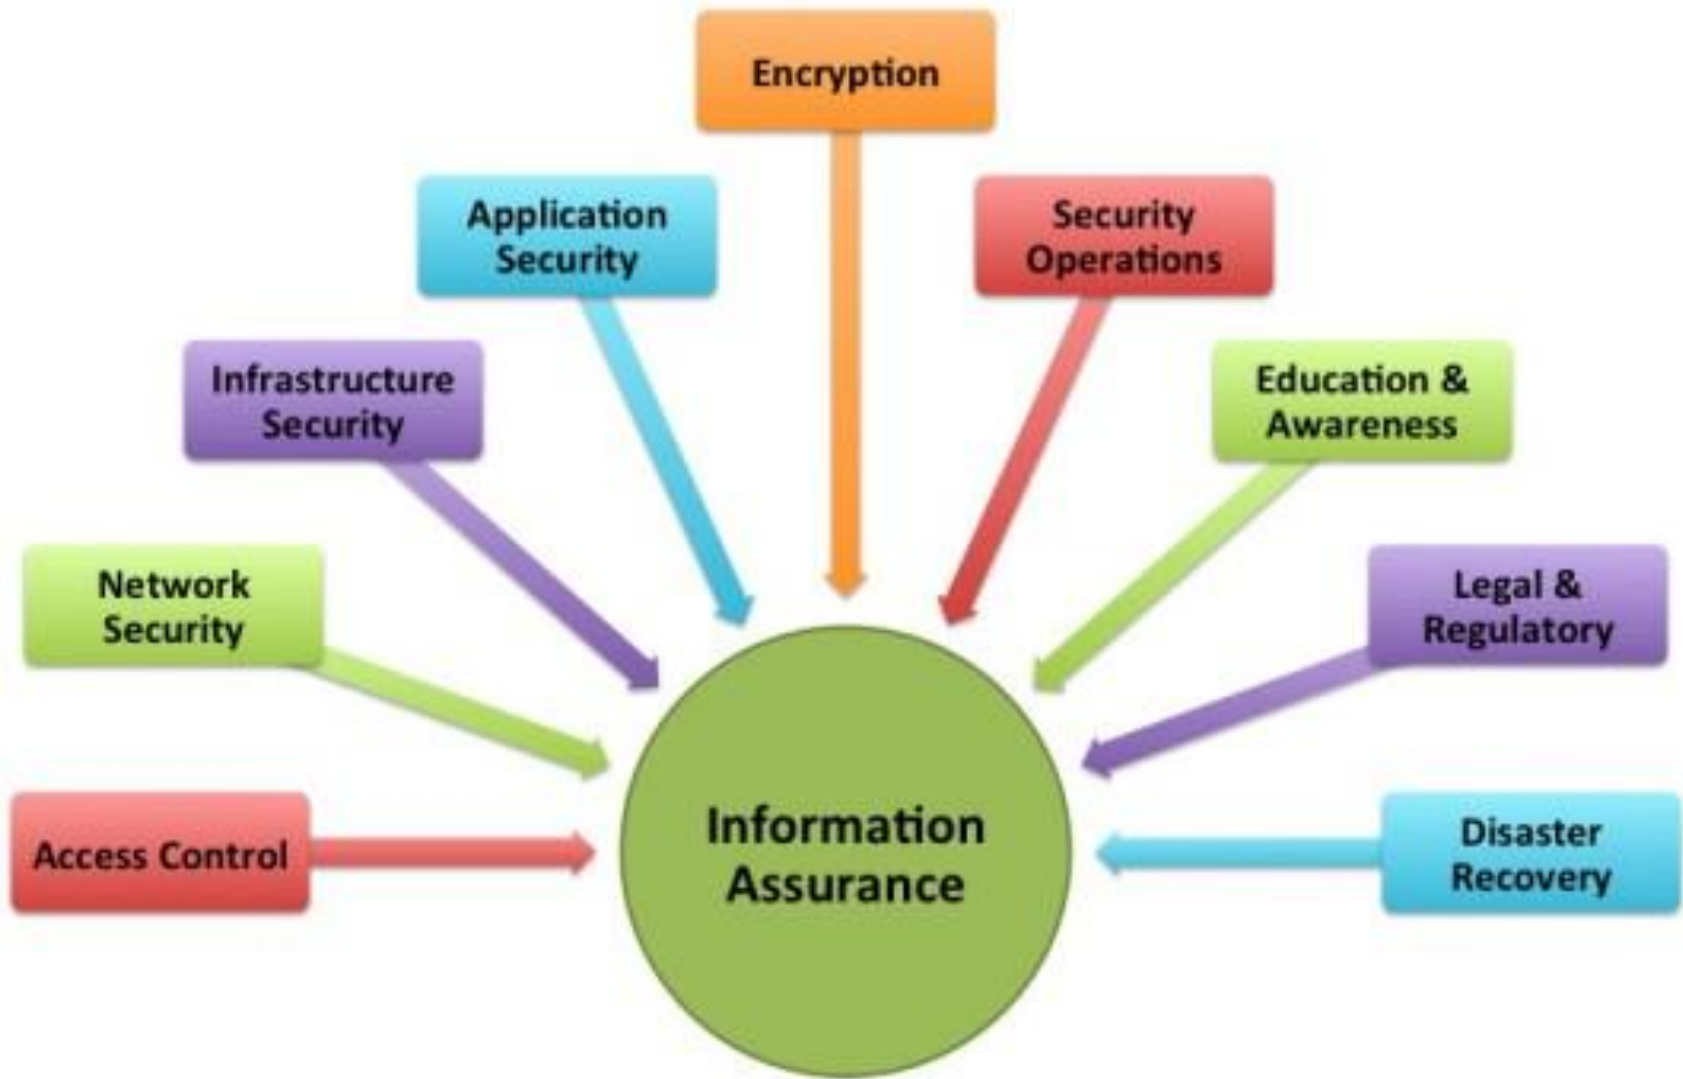 Encryption
Application
Security
Security
Operations
Infrastructure
Security
Education &
Awareness
Network
Security
Legal &
Regulatory
Access Control
Information
Assurance
Disaster
Recovery